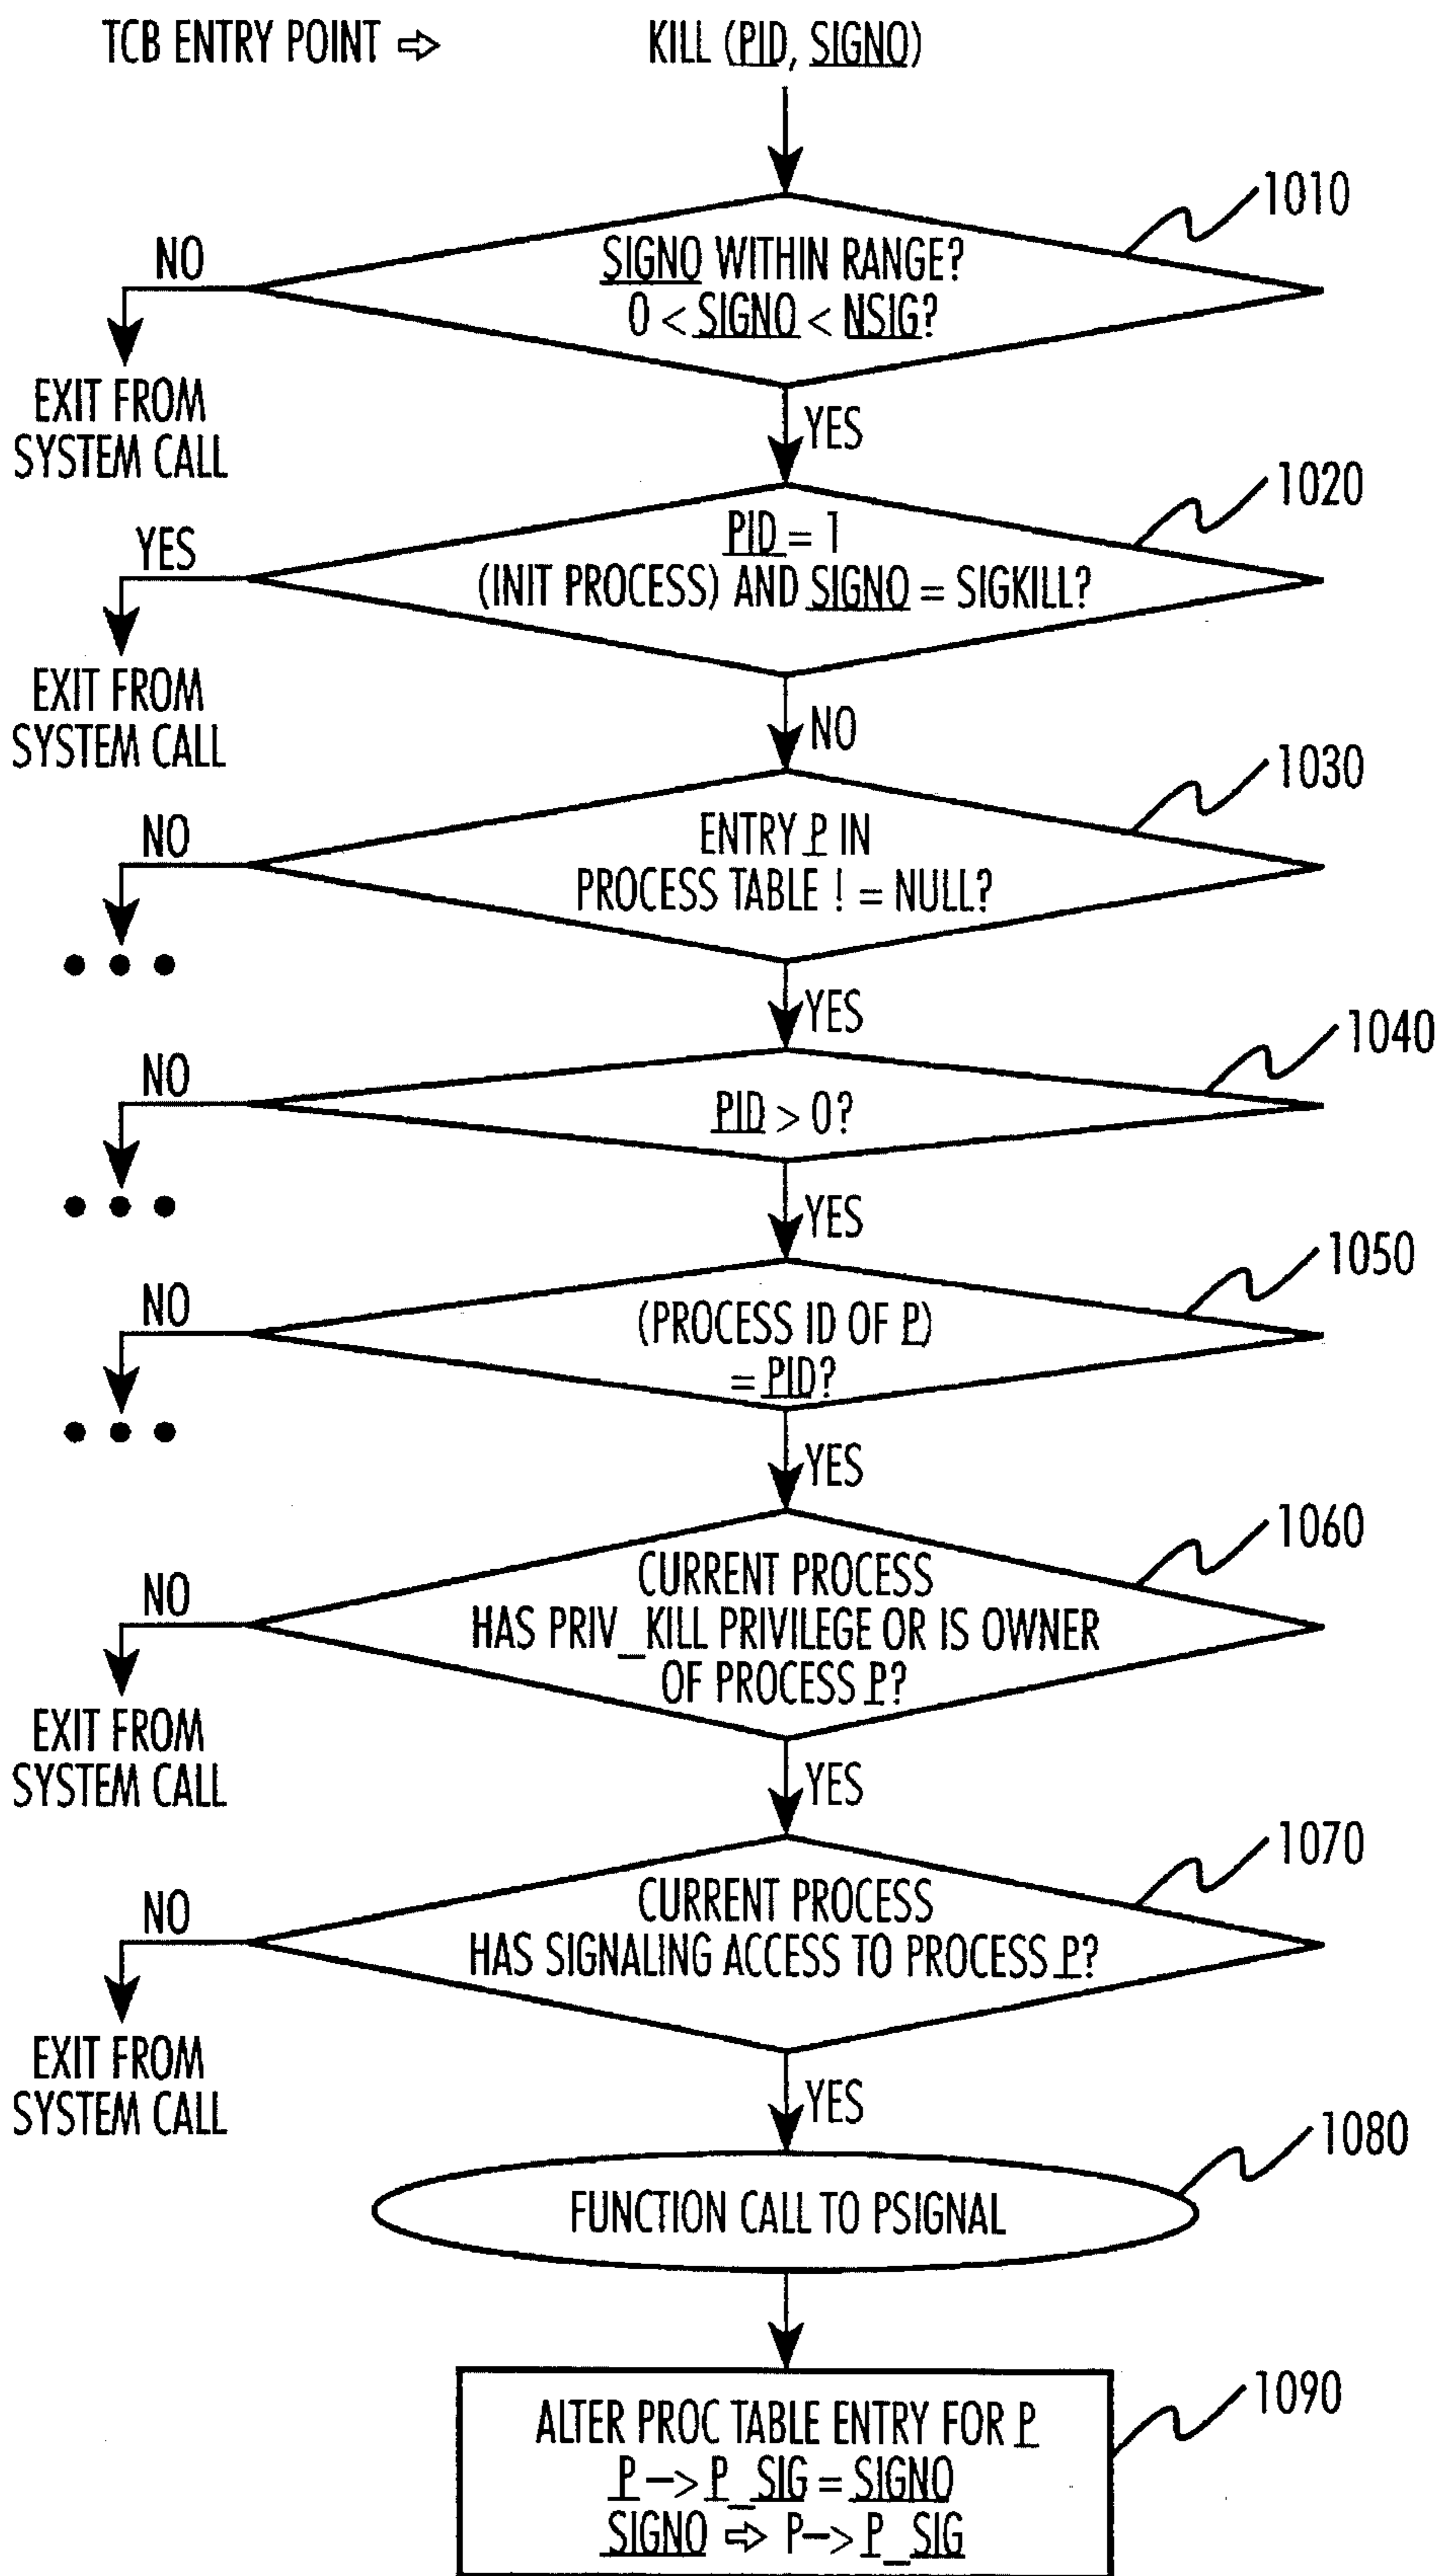 TCB ENTRY POINT ⇨ KILL (PID, SIGNO)
1010
NO
SIGNO WITHIN RANGE?
0 < SIGNO < NSIG?
EXIT FROM
SYSTEM CALL
YES
1020
YES
PID = 1
(INIT PROCESS) AND SIGNO = SIGKILL?
EXIT FROM
SYSTEM CALL
NO
1030
NO
ENTRY P IN
PROCESS TABLE ! = NULL?
• • •
YES
1040
NO
PID > 0?
• • •
YES
1050
NO
(PROCESS ID OF P)
= PID?
• • •
YES
1060
NO
CURRENT PROCESS
HAS PRIV_KILL PRIVILEGE OR IS OWNER
OF PROCESS P?
EXIT FROM
SYSTEM CALL
YES
1070
NO
CURRENT PROCESS
HAS SIGNALING ACCESS TO PROCESS P?
EXIT FROM
SYSTEM CALL
YES
1080
FUNCTION CALL TO PSIGNAL
1090
ALTER PROC TABLE ENTRY FOR P
P —> P_SIG = SIGNO
SIGNO ⇨ P—> P_SIG